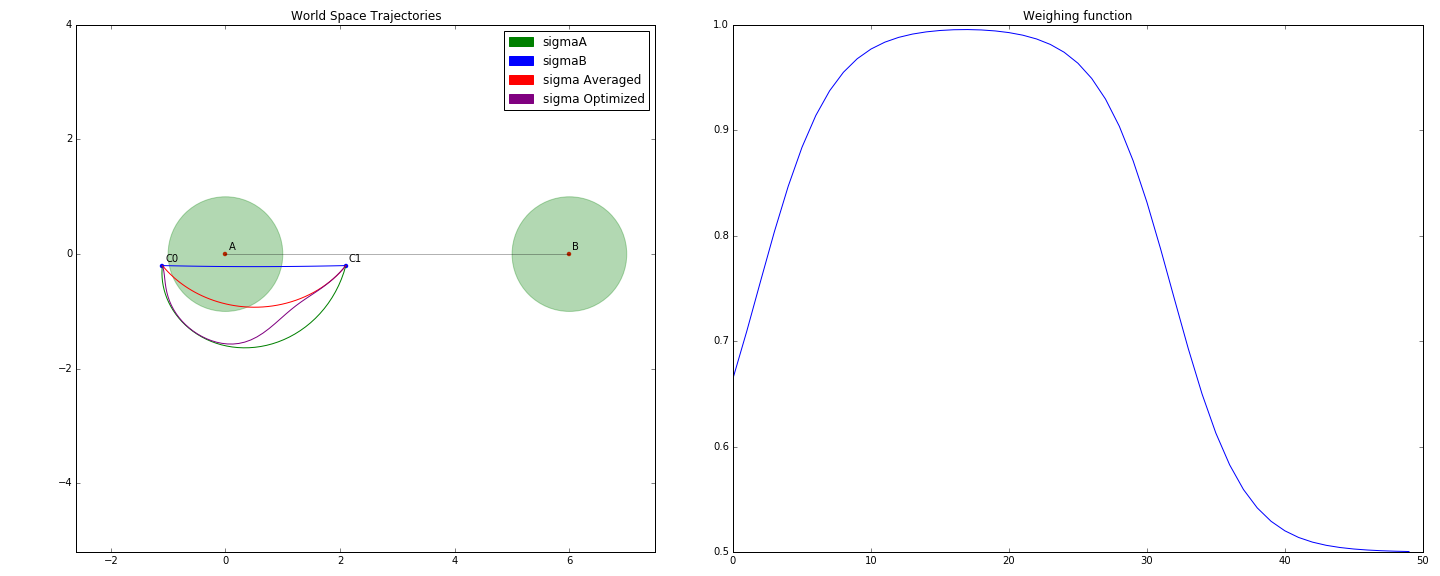 World Space Trajectories
4
2
0
−2
−4
−2
0
2
4
6
sigmaA
sigmaB
sigma Averaged
sigma Optimized
A
B
C0
C1
Weighing function
1.0
0.9
0.8
0.7
0.6
0.5
0
10
20
30
40
50